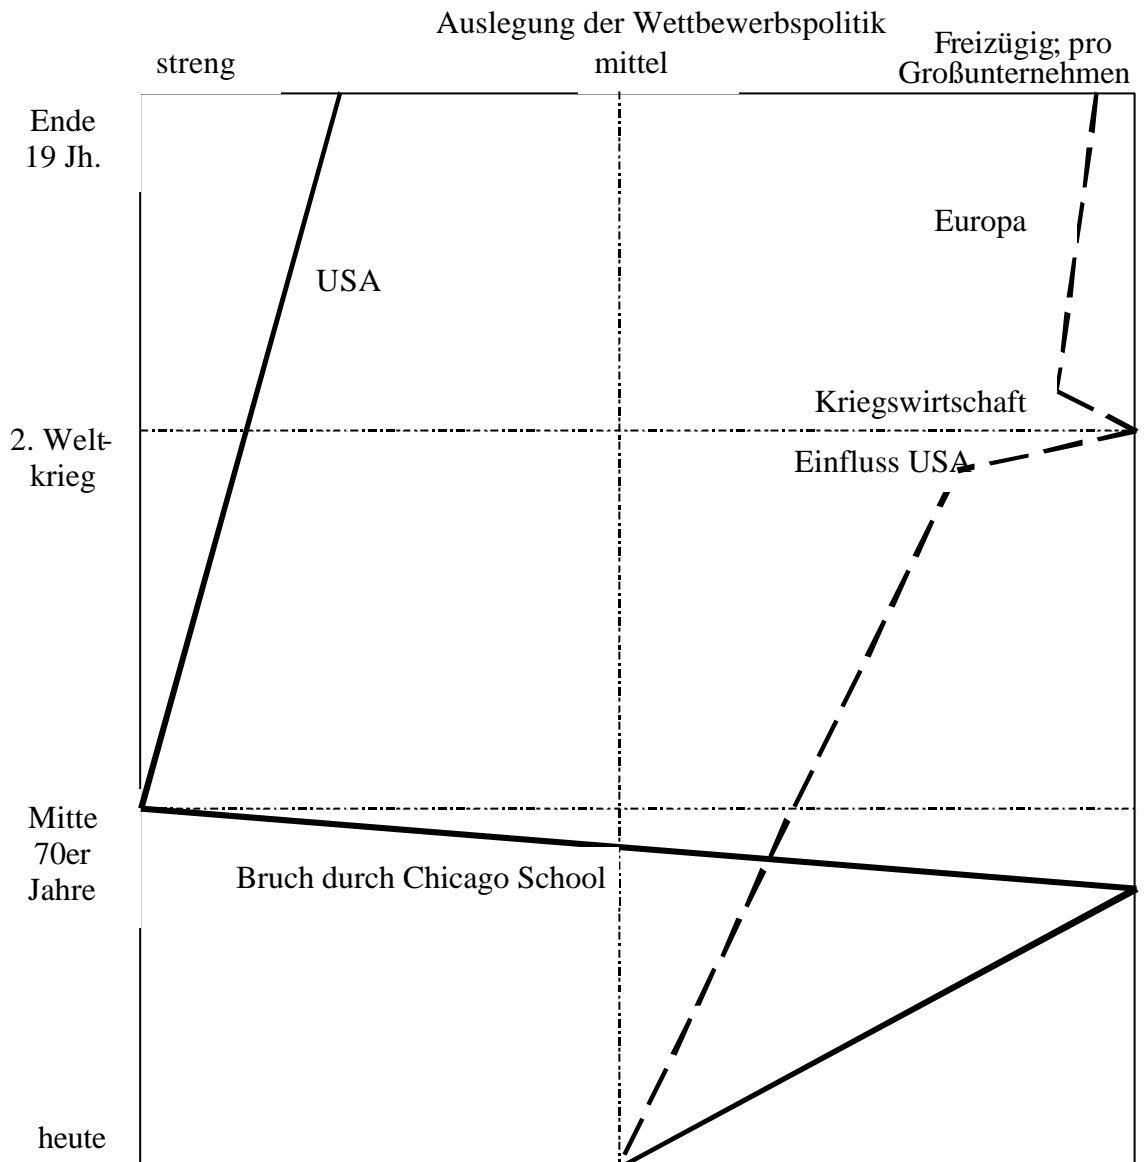 Auslegung der Wettbewerbspolitik
streng
mittel
Freizügig; pro
Großunternehmen
Ende
19 Jh.
Europa
USA
Kriegswirtschaft
2. Welt-
krieg
Einfluss USA
Mitte
70er
Jahre
Bruch durch Chicago School
heute